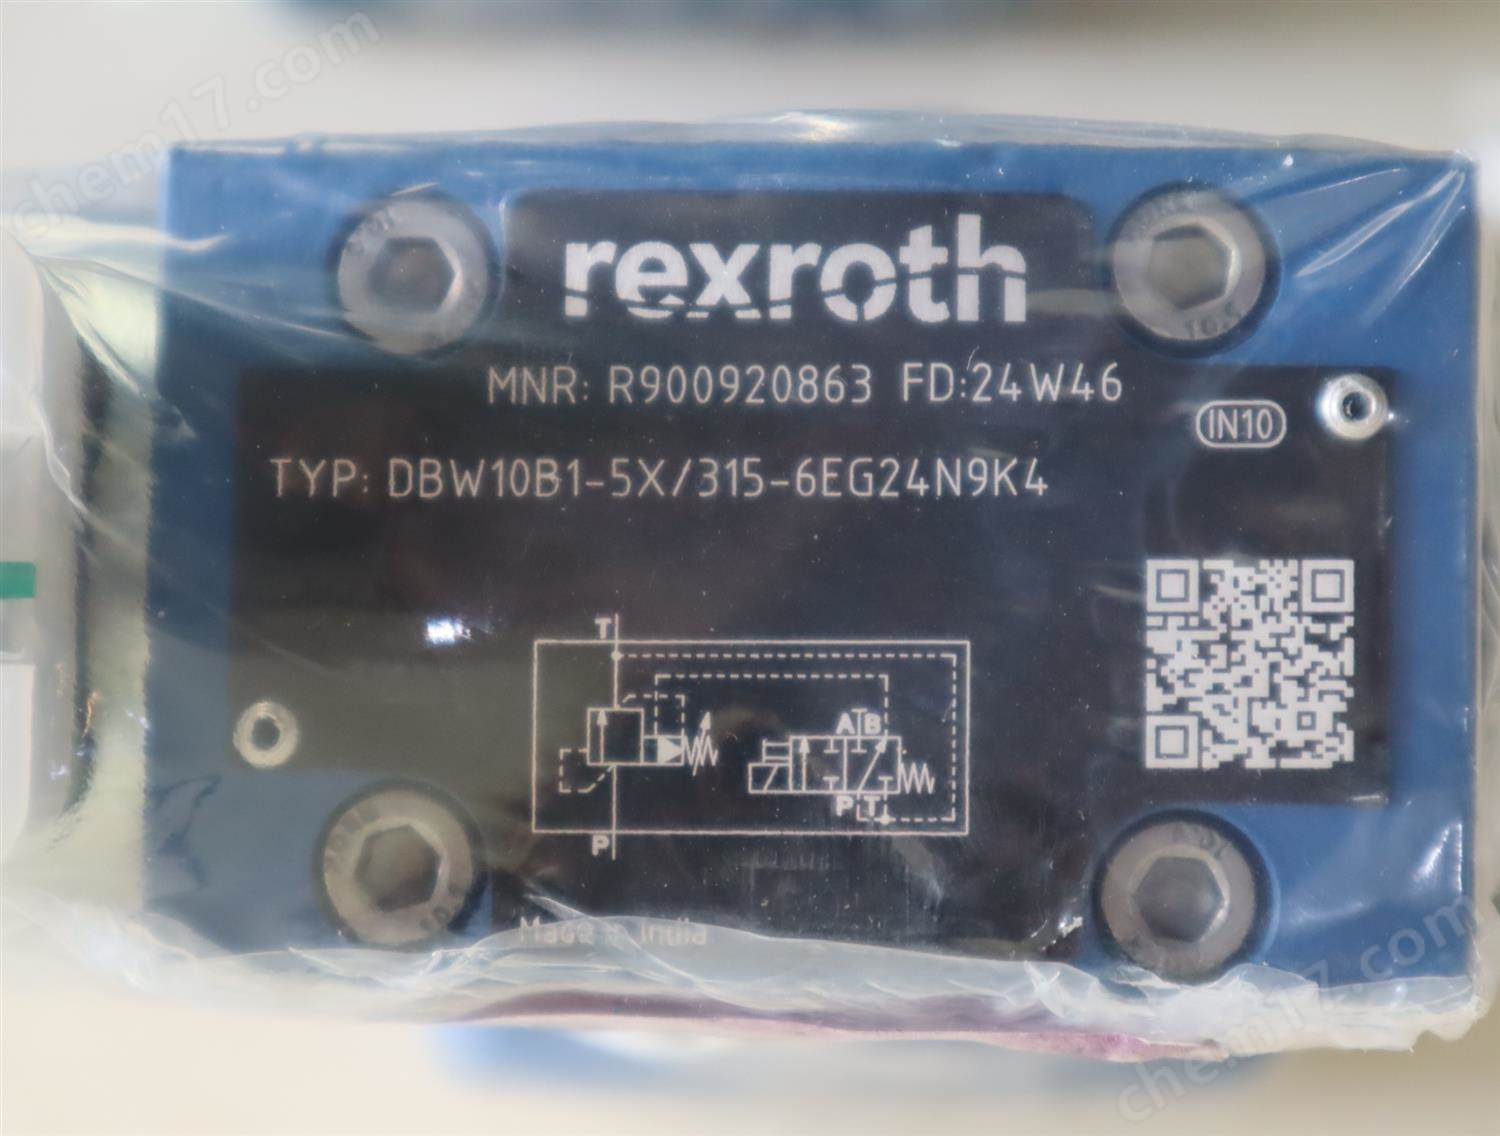 chem17.com
rexroth
MNR: R900920863 FD:24W46
IN10
TYP: DBW10B1-5X/315-6EG24N9K4
T
A B
P T
P
Made in India
chem17.com